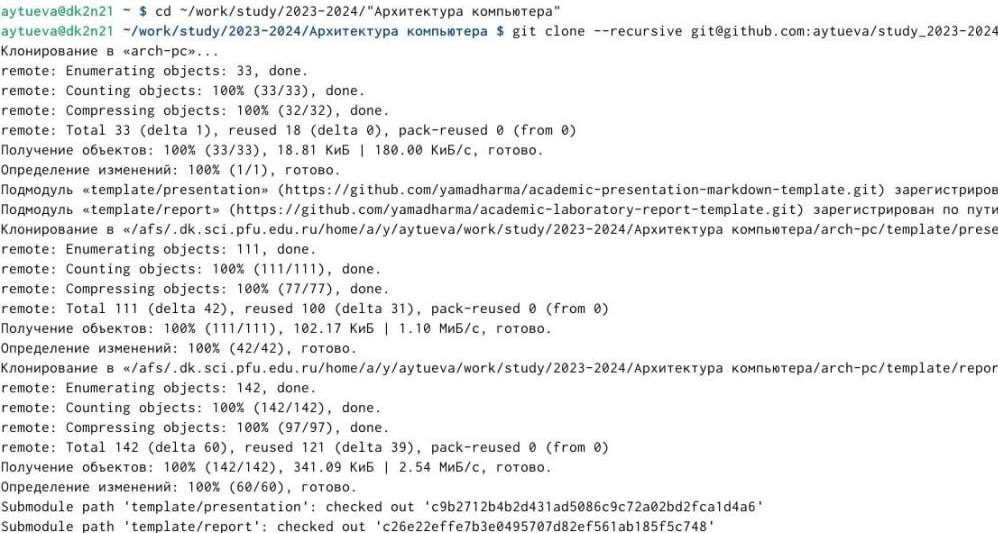 aytueva@dk2n21 ~ $ cd ~/work/study/2023-2024/"Архитектура компьютера"
aytueva@dk2n21 ~/work/study/2023-2024/Архитектура компьютера $ git clone --recursive git@github.com:aytueva/study_2023-2024
Клонирование в «arch-pc»...
remote: Enumerating objects: 33, done.
remote: Counting objects: 100% (33/33), done.
remote: Compressing objects: 100% (32/32), done.
remote: Total 33 (delta 1), reused 18 (delta 0), pack-reused 0 (from 0)
Получение объектов: 100% (33/33), 18.81 КиБ | 180.00 КиБ/с, готово.
Определение изменений: 100% (1/1), готово.
Подмодуль «template/presentation» (https://github.com/yamadharma/academic-presentation-markdown-template.git) зарегистриров
Подмодуль «template/report» (https://github.com/yamadharma/academic-laboratory-report-template.git) зарегистрирован по пути
Клонирование в «/afs/.dk.sci.pfu.edu.ru/home/a/y/aytueva/work/study/2023-2024/Архитектура компьютера/arch-pc/template/prese
remote: Enumerating objects: 111, done.
remote: Counting objects: 100% (111/111), done.
remote: Compressing objects: 100% (77/77), done.
remote: Total 111 (delta 42), reused 100 (delta 31), pack-reused 0 (from 0)
Получение объектов: 100% (111/111), 102.17 КиБ | 1.10 МиБ/с, готово.
Определение изменений: 100% (42/42), готово.
Клонирование в «/afs/.dk.sci.pfu.edu.ru/home/a/y/aytueva/work/study/2023-2024/Архитектура компьютера/arch-pc/template/repor
remote: Enumerating objects: 142, done.
remote: Counting objects: 100% (142/142), done.
remote: Compressing objects: 100% (97/97), done.
remote: Total 142 (delta 60), reused 121 (delta 39), pack-reused 0 (from 0)
Получение объектов: 100% (142/142), 341.09 КиБ | 2.54 МиБ/с, готово.
Определение изменений: 100% (60/60), готово.
Submodule path 'template/presentation': checked out 'c9b2712b4b2d431ad5086c9c72a02bd2fca1d4a6'
Submodule path 'template/report': checked out 'c26e22effe7b3e0495707d82ef561ab185f5c748'